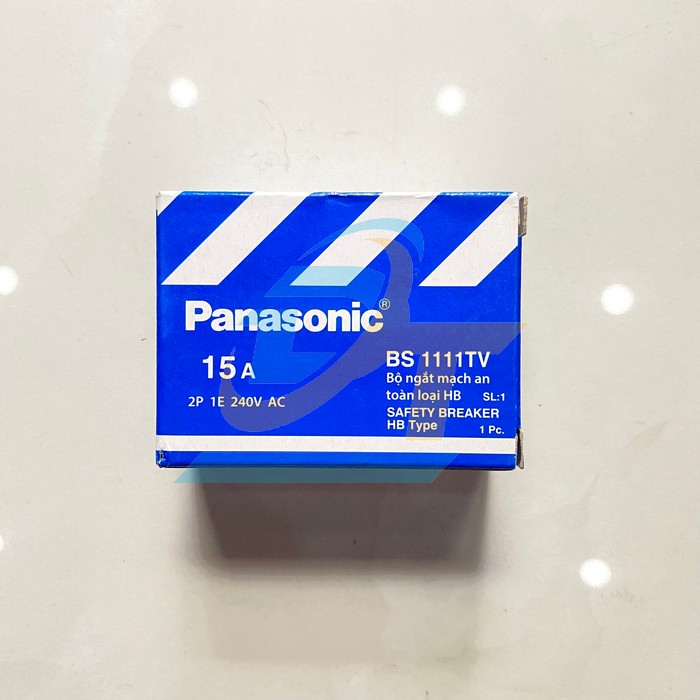 Panasonic®
15 A
2P 1E 240V AC
BS 1111TV
Bộ ngắt mạch an
toàn loại HB SL:1
SAFETY BREAKER
HB Type 1 Pc.